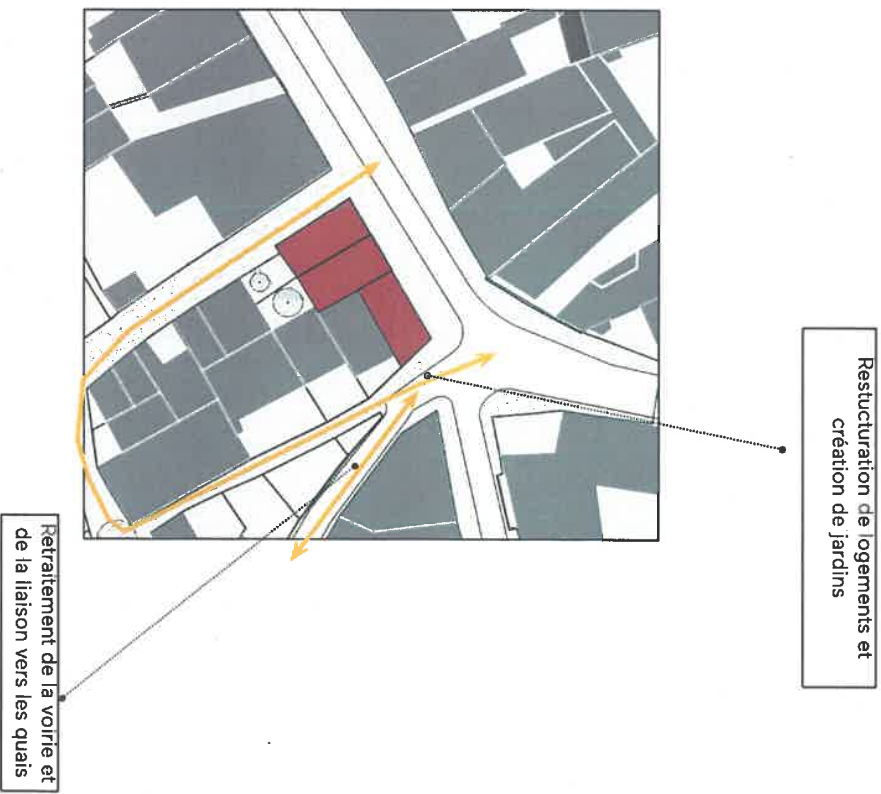 Restucturation de logements et
création de jardins
Retraitement de la voirie et
de la liaison vers les quais